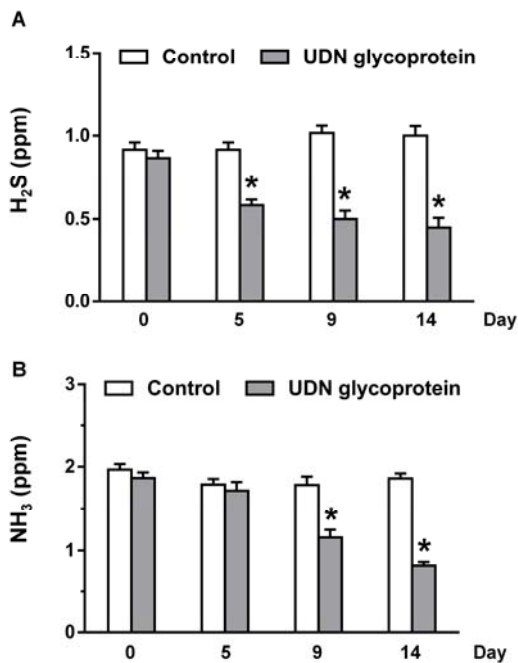 A
1.5
Control
UDN glycoprotein
1.0
H₂S (ppm)
0.5
*
*
*
0.0
0 5 9 14 Day
B
3
Control
UDN glycoprotein
2
NH₃ (ppm)
1
*
*
0
0 5 9 14 Day